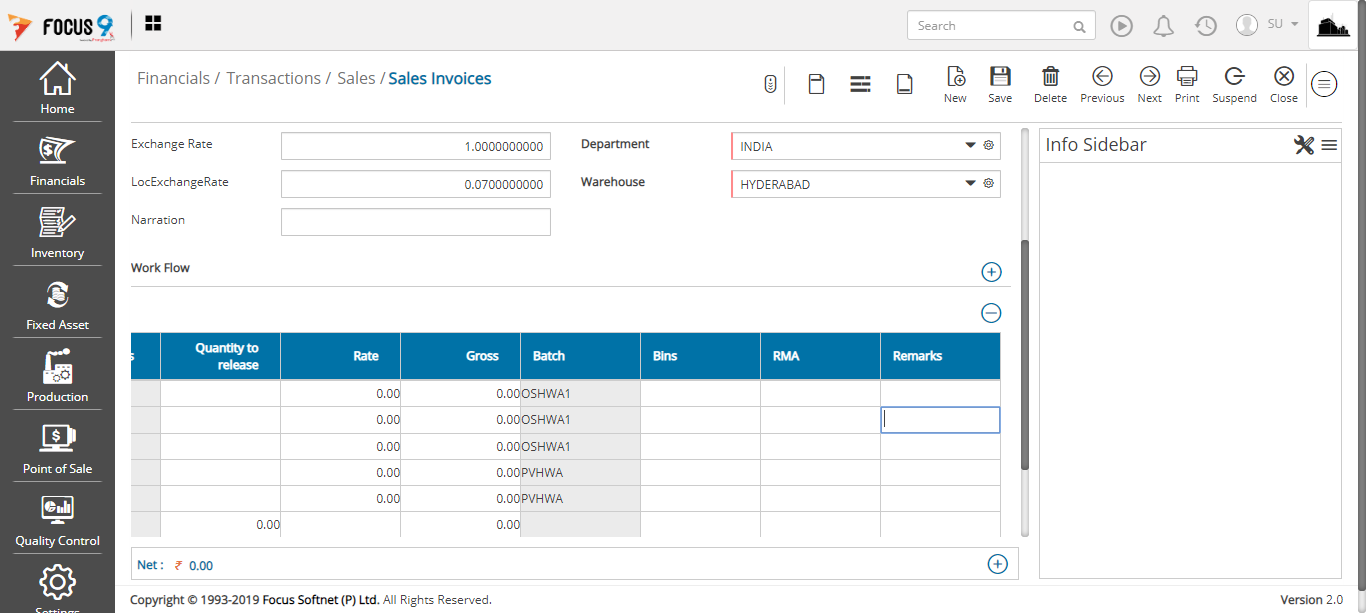 FOCUS 9
Search
SU
Home
Financials
Inventory
Fixed Asset
Production
Point of Sale
Quality Control
Settings
Financials / Transactions / Sales / Sales Invoices
New Save Delete Previous Next Print Suspend Close
Exchange Rate 1.0000000000 Department INDIA
LocExchangeRate 0.0700000000 Warehouse HYDERABAD
Narration
Info Sidebar
Work Flow
s Quantity to release Rate Gross Batch Bins RMA Remarks
0.00 0.00 OSHWA1
0.00 0.00 OSHWA1
0.00 0.00 OSHWA1
0.00 0.00 PVHWA
0.00 0.00 PVHWA
0.00 0.00
Net : ₹ 0.00
Copyright © 1993-2019 Focus Softnet (P) Ltd. All Rights Reserved.
Version 2.0